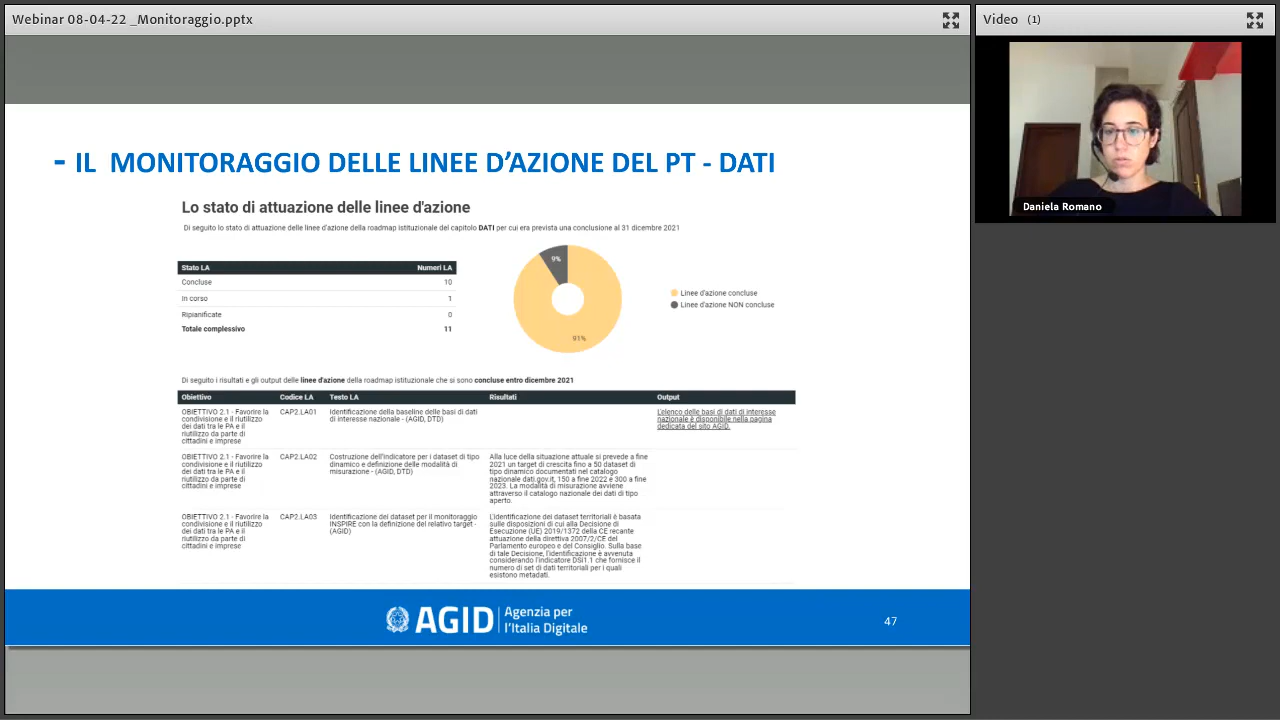 Webinar 08-04-22 _Monitoraggio.pptx
Video (1)
Daniela Romano
- IL MONITORAGGIO DELLE LINEE D’AZIONE DEL PT - DATI
Lo stato di attuazione delle linee d'azione
Di seguito lo stato di attuazione delle linee d'azione della roadmap istituzionale del capitolo DATI per cui era prevista una conclusione al 31 dicembre 2021
Stato LA Numeri LA
Concluse 10
In corso 1
Ripianificate 0
Totale complessivo 11
9%
91%
Linee d'azione concluse
Linee d'azione NON concluse
Di seguito i risultati e gli output delle linee d'azione della roadmap istituzionale che si sono concluse entro dicembre 2021
Obiettivo Codice LA Testo LA Risultati Output
OBIETTIVO 2.1 - Favorire la
condivisione e il riutilizzo
dei dati tra le PA e il
riutilizzo da parte di
cittadini e imprese
CAP2.LA01
Identificazione della baseline delle basi di dati
di interesse nazionale - (AGID, DTD)
L'elenco delle basi di dati di interesse
nazionale è disponibile nella pagina
dedicata del sito AGID.
OBIETTIVO 2.1 - Favorire la
condivisione e il riutilizzo
dei dati tra le PA e il
riutilizzo da parte di
cittadini e imprese
CAP2.LA02
Costruzione dell'indicatore per i dataset di tipo
dinamico e definizione delle modalità di
misurazione - (AGID, DTD)
Alla luce della situazione attuale si prevede a fine
2021 un target di crescita fino a 50 dataset di
tipo dinamico documentati nel catalogo
nazionale dati.gov.it, 150 a fine 2022 e 300 a fine
2023. La modalità di misurazione avviene
attraverso il catalogo nazionale dei dati di tipo
aperto.
OBIETTIVO 2.1 - Favorire la
condivisione e il riutilizzo
dei dati tra le PA e il
riutilizzo da parte di
cittadini e imprese
CAP2.LA03
Identificazione dei dataset per il monitoraggio
INSPIRE con la definizione del relativo target -
(AGID)
L'identificazione dei dataset territoriali è basata
sulle disposizioni di cui alla Decisione di
Esecuzione (UE) 2019/1372 della CE recante
attuazione della direttiva 2007/2/CE del
Parlamento europeo e del Consiglio. Sulla base
di tale Decisione, l'identificazione è avvenuta
considerando l'indicatore DSI1.1 che fornisce il
numero di set di dati territoriali per i quali
esistono metadati.
AGID
Agenzia per
l'Italia Digitale
47